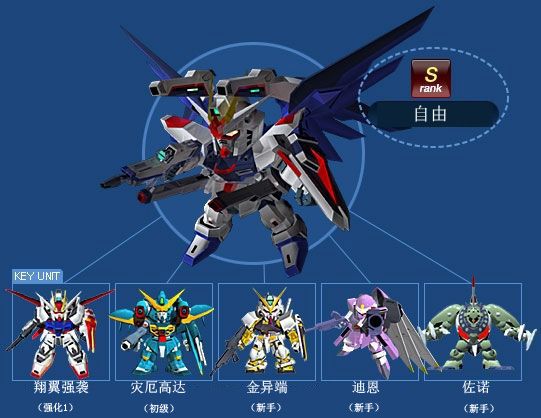 S
rank
自由
KEY UNIT
翔翼强袭
(强化1)
灾厄高达
(初级)
金异端
(新手)
迪恩
(新手)
佐诺
(新手)